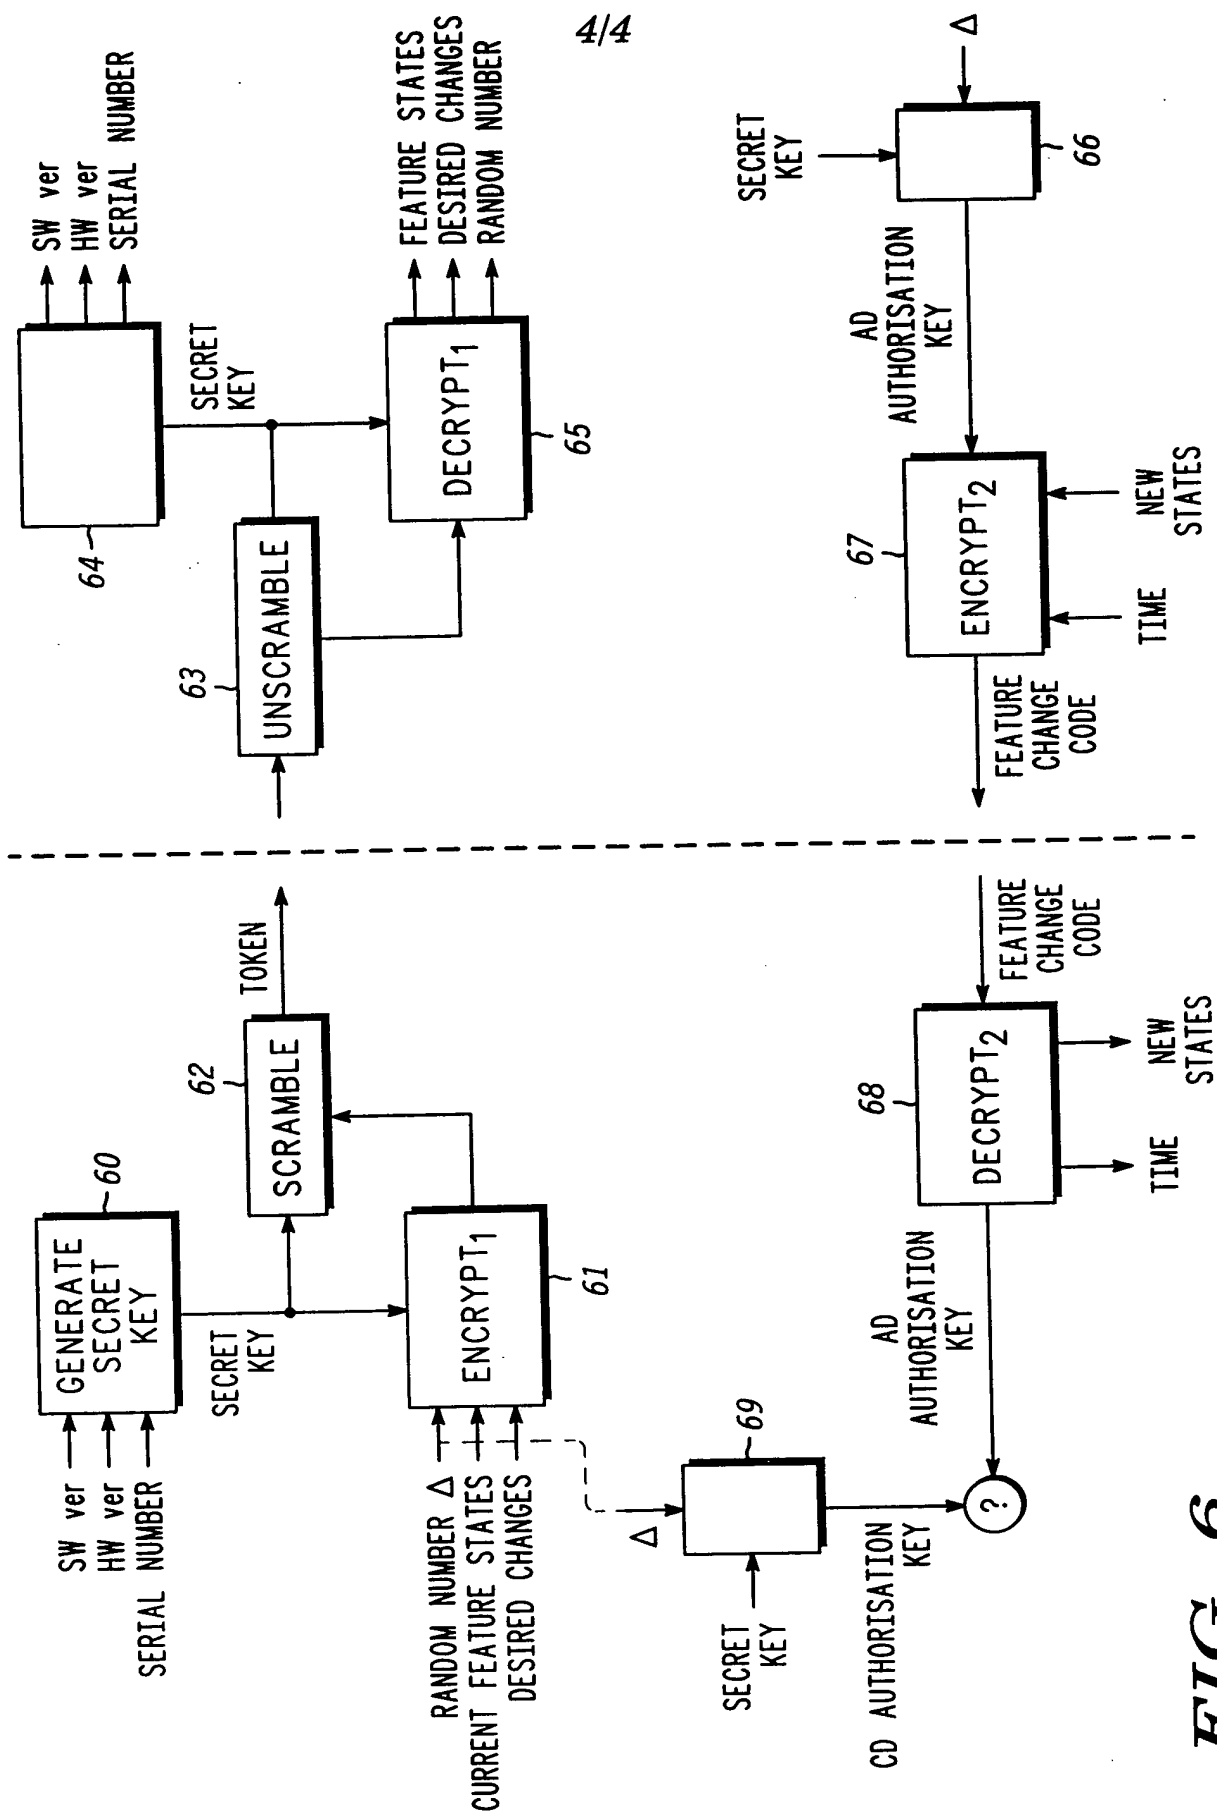 4/4
SW ver
HW ver
SERIAL NUMBER
GENERATE
SECRET
KEY
60
SECRET
KEY
62
SCRAMBLE
TOKEN
RANDOM NUMBER Δ
CURRENT FEATURE STATES
DESIRED CHANGES
ENCRYPT1
61
63
UNSCRAMBLE
64
SW ver
HW ver
SERIAL NUMBER
SECRET
KEY
DECRYPT1
65
FEATURE STATES
DESIRED CHANGES
RANDOM NUMBER
SECRET
KEY
Δ
69
CD AUTHORISATION
KEY
?
AD
AUTHORISATION
KEY
68
DECRYPT2
TIME
NEW
STATES
FEATURE
CHANGE
CODE
FEATURE
CHANGE
CODE
67
ENCRYPT2
TIME
NEW
STATES
AD
AUTHORISATION
KEY
SECRET
KEY
66
Δ
FIG. 6